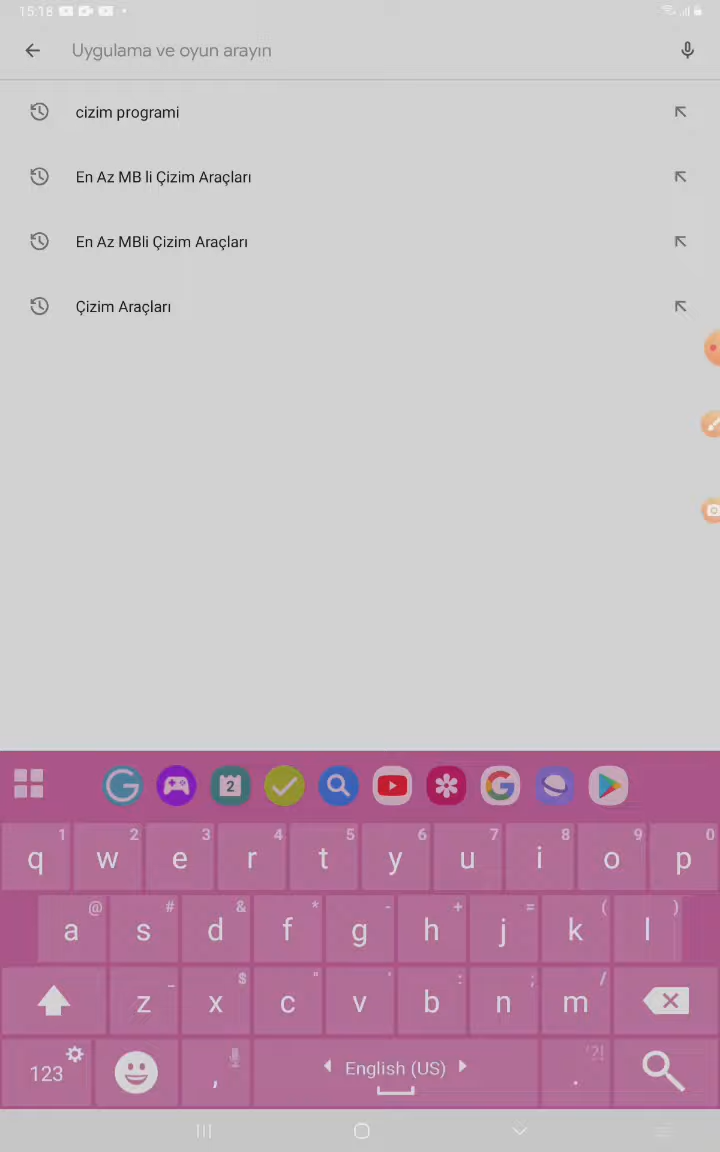 15:18
Uygulama ve oyun arayın
cizim programi
En Az MB li Çizim Araçları
En Az MBli Çizim Araçları
Çizim Araçları
2
1 2 3 4 5 6 7 8 9 0
q w e r t y u i o p
@ # & * - + = ( )
a s d f g h j k l
_ $ " ' : ; /
z x c v b n m
'?!
123 , English (US) .